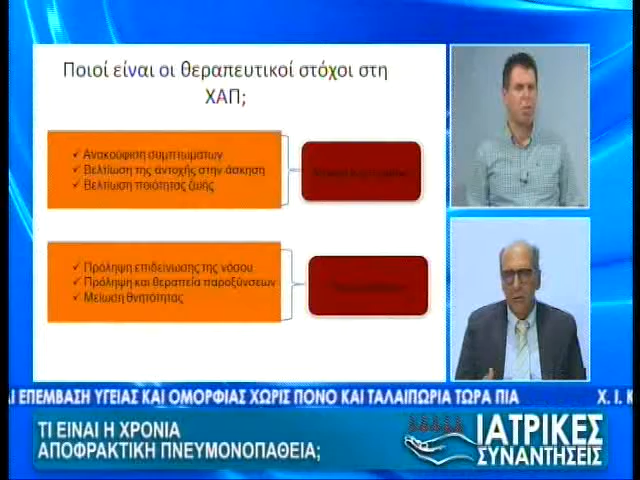 Ποιοί είναι οι θεραπευτικοί στόχοι στη
ΧΑΠ;
✓ Ανακούφιση συμπτωμάτων
✓ Βελτίωση της αντοχής στην άσκηση
✓ Βελτίωση ποιότητας ζωής
✓ Πρόληψη επιδείνωσης της νόσου
✓ Πρόληψη και θεραπεία παροξύνσεων
✓ Μείωση θνητότητας
ΑΙ ΕΠΕΜΒΑΣΗ ΥΓΕΙΑΣ ΚΑΙ ΟΜΟΡΦΙΑΣ ΧΩΡΙΣ ΠΟΝΟ ΚΑΙ ΤΑΛΑΙΠΩΡΙΑ ΤΩΡΑ ΠΙΑ Χ. Ι. Κ
ΤΙ ΕΙΝΑΙ Η ΧΡΟΝΙΑ
ΑΠΟΦΡΑΚΤΙΚΗ ΠΝΕΥΜΟΝΟΠΑΘΕΙΑ;
ΙΑΤΡΙΚΕΣ
ΣΥΝΑΝΤΗΣΕΙΣ